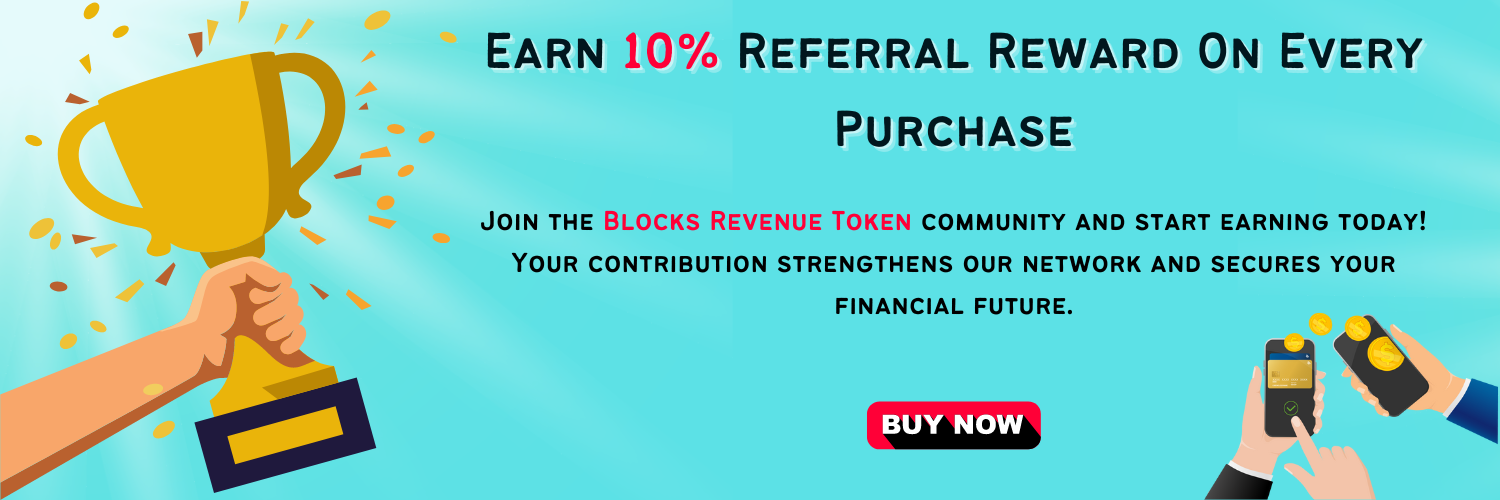 Earn 10% Referral Reward On Every
Purchase
Join the Blocks Revenue Token community and start earning today!
Your contribution strengthens our network and secures your
financial future.
BUY NOW